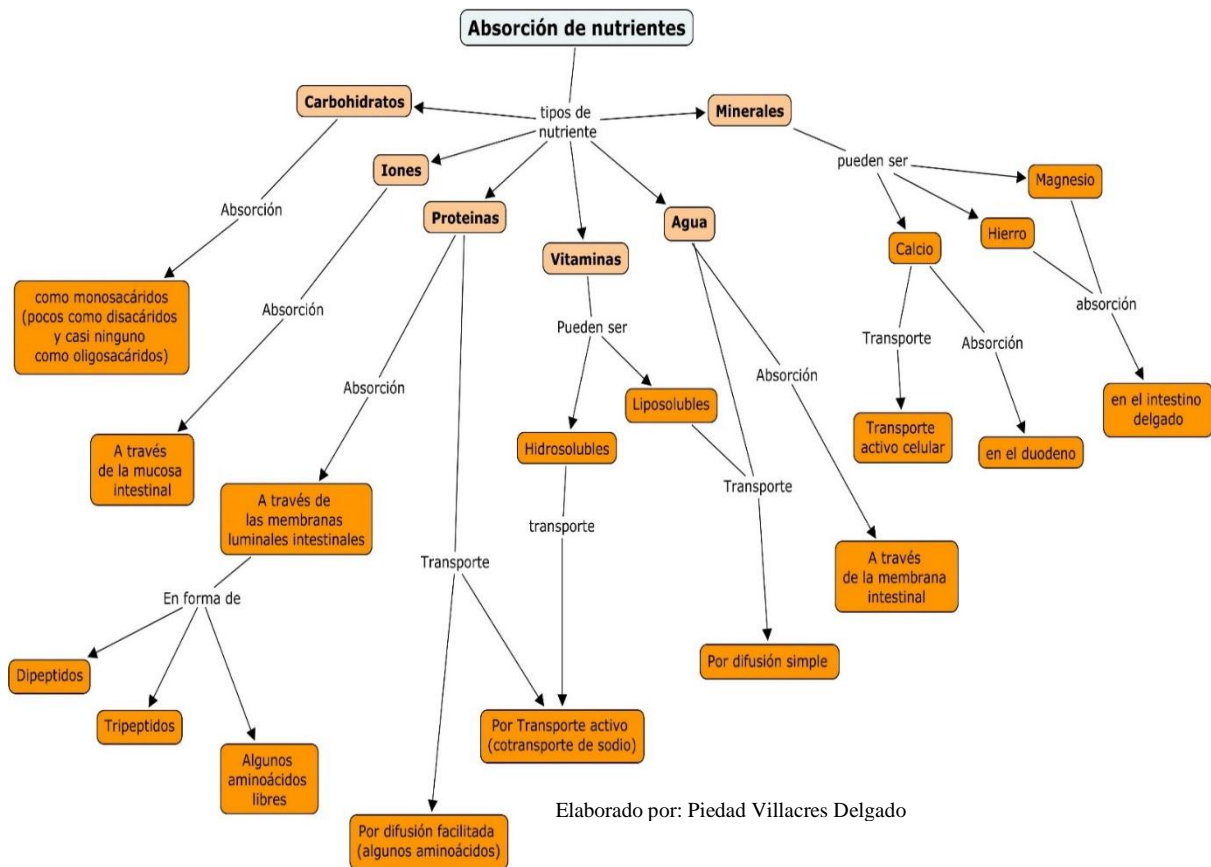 Absorción de nutrientes
Carbohidratos
tipos de
nutriente
Minerales
Iones
pueden ser
Magnesio
Absorción
Proteinas
Agua
Hierro
Calcio
Vitaminas
como monosacáridos
(pocos como disacáridos
y casi ninguno
como oligosacáridos)
Absorción
Pueden ser
absorción
Transporte
Absorción
Absorción
Absorción
Liposolubles
en el intestino
delgado
A través
de la mucosa
intestinal
Hidrosolubles
Transporte
activo celular
en el duodeno
A través de
las membranas
luminales intestinales
Transporte
transporte
Transporte
A través
de la membrana
intestinal
En forma de
Por difusión simple
Dipeptidos
Tripeptidos
Por Transporte activo
(cotransporte de sodio)
Algunos
aminoácidos
libres
Elaborado por: Piedad Villacres Delgado
Por difusión facilitada
(algunos aminoácidos)